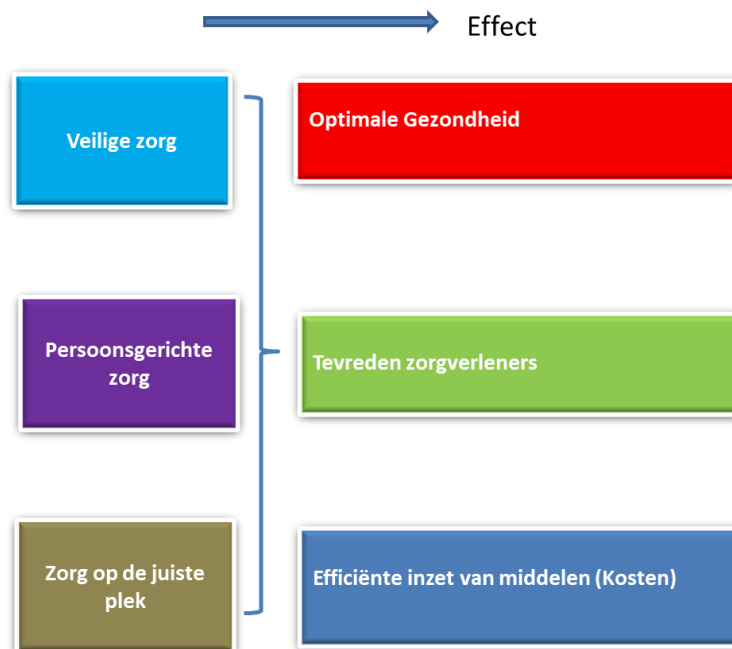 Effect
Veilige zorg
Optimale Gezondheid
Persoonsgerichte
zorg
Tevreden zorgverleners
Zorg op de juiste
plek
Efficiënte inzet van middelen (Kosten)